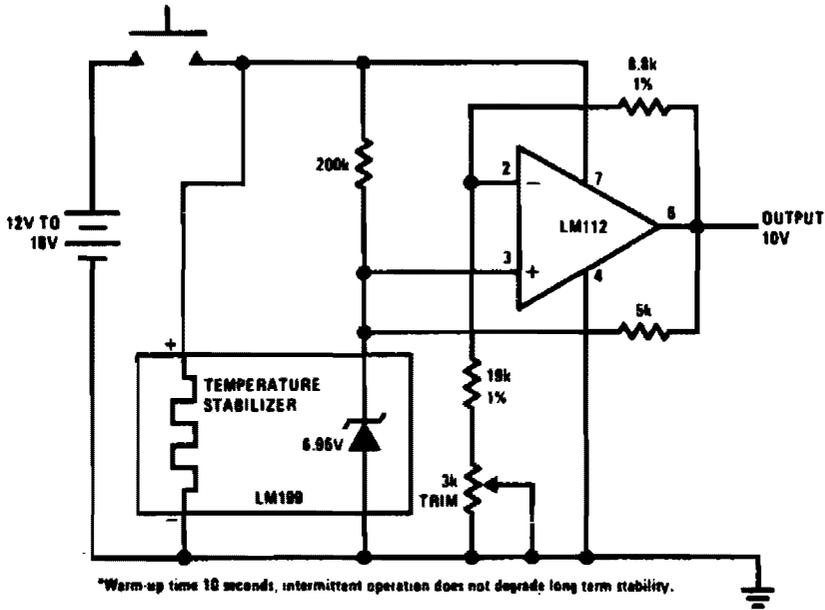 6.8k
1%
200k
2
7
LM112
6
OUTPUT
10V
12V TO
18V
3
4
5k
+
−
+
TEMPERATURE
STABILIZER
19k
1%
6.95V
3k
TRIM
LM199
−
*Warm-up time 10 seconds, intermittent operation does not degrade long term stability.